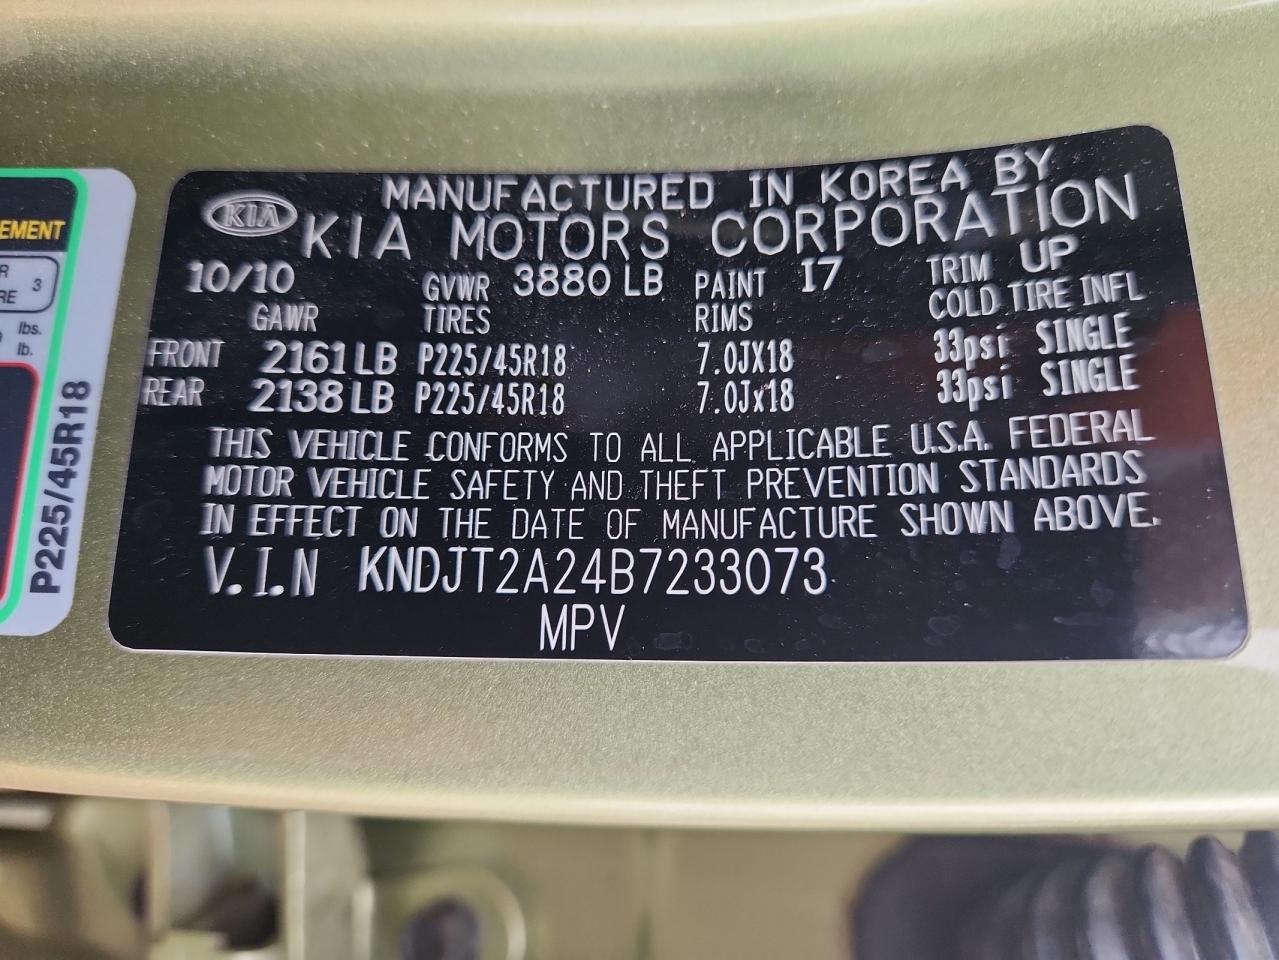 EMENT
R
RE 3
lbs.
lb.
P225/45R18
KIA
MANUFACTURED IN KOREA BY
KIA MOTORS CORPORATION
10/10 GVWR 3880 LB PAINT I7 TRIM UP
GAWR TIRES RIMS COLD TIRE INFL
FRONT 2161 LB P225/45R18 7.0JX18 33psi SINGLE
REAR 2138 LB P225/45R18 7.0Jx18 33psi SINGLE
THIS VEHICLE CONFORMS TO ALL APPLICABLE U.S.A. FEDERAL
MOTOR VEHICLE SAFETY AND THEFT PREVENTION STANDARDS
IN EFFECT ON THE DATE OF MANUFACTURE SHOWN ABOVE.
V.I.N KNDJT2A24B7233073
MPV